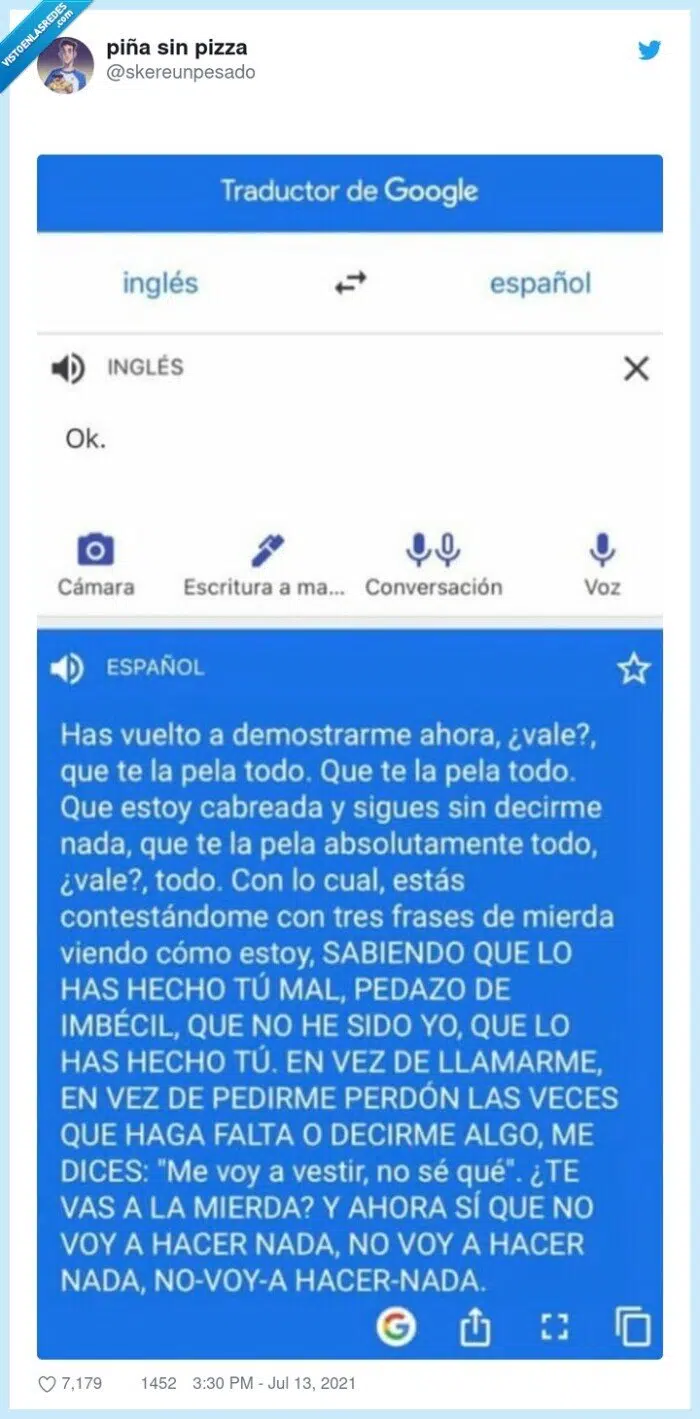 VISTOENLASREDES
.com
piña sin pizza
@skereunpesado
Traductor de Google
inglés español
INGLÉS
Ok.
Cámara Escritura a ma... Conversación Voz
ESPAÑOL
Has vuelto a demostrarme ahora, ¿vale?,
que te la pela todo. Que te la pela todo.
Que estoy cabreada y sigues sin decirme
nada, que te la pela absolutamente todo,
¿vale?, todo. Con lo cual, estás
contestándome con tres frases de mierda
viendo cómo estoy, SABIENDO QUE LO
HAS HECHO TÚ MAL, PEDAZO DE
IMBÉCIL, QUE NO HE SIDO YO, QUE LO
HAS HECHO TÚ. EN VEZ DE LLAMARME,
EN VEZ DE PEDIRME PERDÓN LAS VECES
QUE HAGA FALTA O DECIRME ALGO, ME
DICES: "Me voy a vestir, no sé qué". ¿TE
VAS A LA MIERDA? Y AHORA SÍ QUE NO
VOY A HACER NADA, NO VOY A HACER
NADA, NO-VOY-A HACER-NADA.
7,179 1452 3:30 PM - Jul 13, 2021